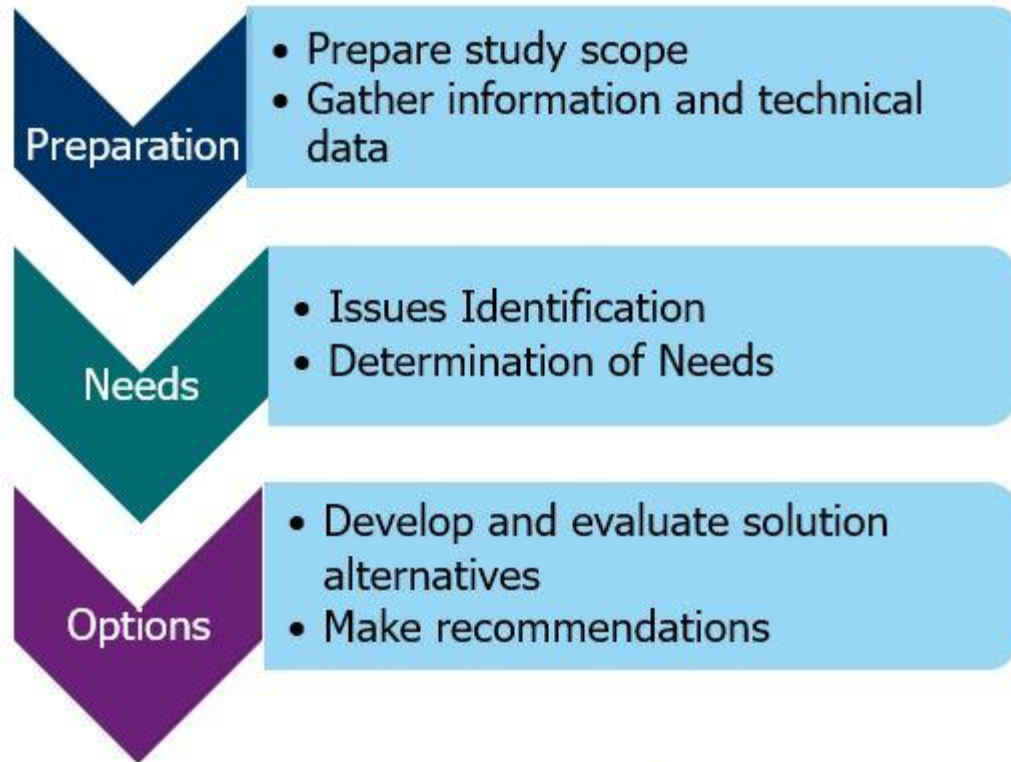 Preparation
• Prepare study scope
• Gather information and technical
data
Needs
• Issues Identification
• Determination of Needs
Options
• Develop and evaluate solution
alternatives
• Make recommendations